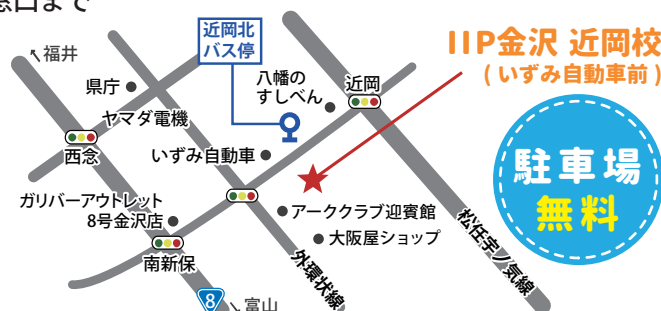 窓口まで
近岡北
バス停
福井
県庁
八幡の
すしべん
近岡
IIP金沢 近岡校
(いずみ自動車前)
ヤマダ電機
西念
いずみ自動車
駐車場
無料
ガリバーアウトレット
8号金沢店
アーククラブ迎賓館
大阪屋ショップ
南新保
外環状線
松任宇ノ気線
8
富山